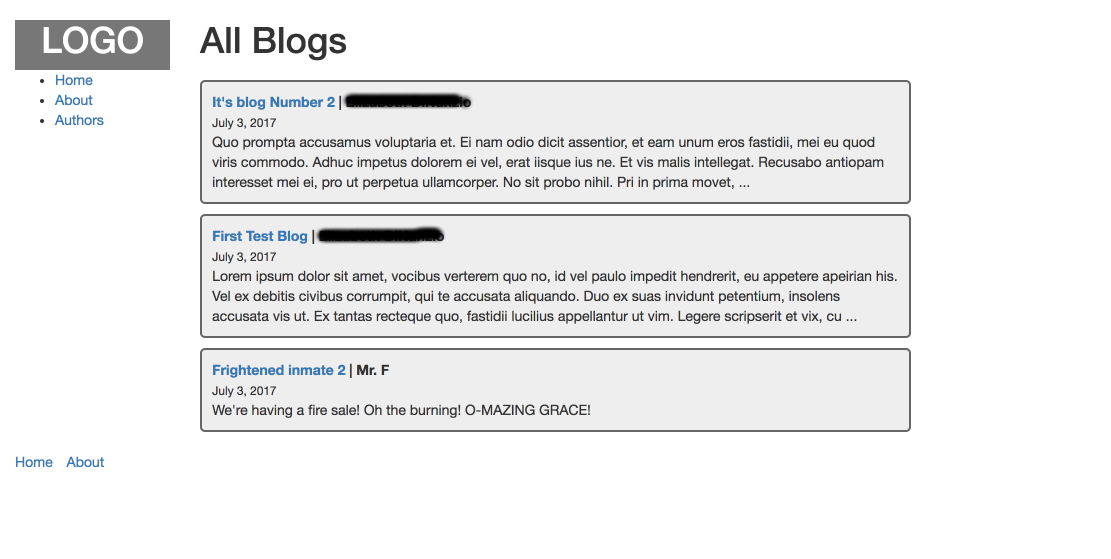 LOGO
Home
About
Authors
All Blogs
It's blog Number 2 |
July 3, 2017
Quo prompta accusamus voluptaria et. Ei nam odio dicit assentior, et eam unum eros fastidii, mei eu quod
viris commodo. Adhuc impetus dolorem ei vel, erat iisque ius ne. Et vis malis intellegat. Recusabo antiopam
interesset mei ei, pro ut perpetua ullamcorper. No sit probo nihil. Pri in prima movet, ...
First Test Blog |
July 3, 2017
Lorem ipsum dolor sit amet, vocibus verterem quo no, id vel paulo impedit hendrerit, eu appetere apeirian his.
Vel ex debitis civibus corrumpit, qui te accusata aliquando. Duo ex suas invidunt petentium, insolens
accusata vis ut. Ex tantas recteque quo, fastidii lucilius appellantur ut vim. Legere scripserit et vix, cu ...
Frightened inmate 2 | Mr. F
July 3, 2017
We're having a fire sale! Oh the burning! O-MAZING GRACE!
Home About